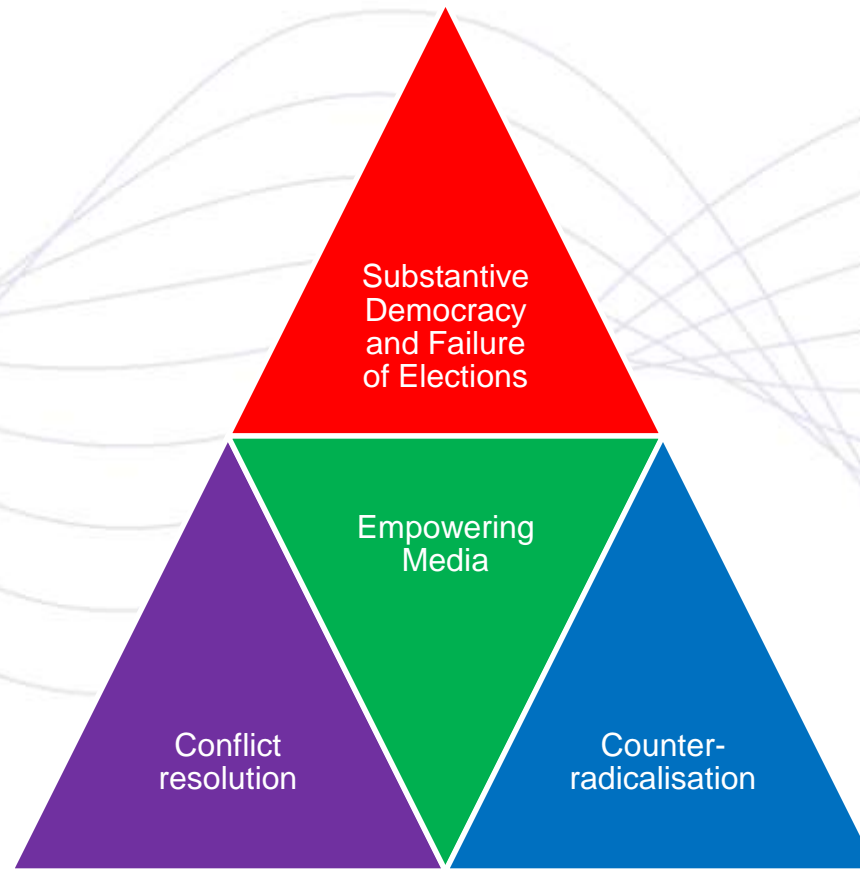 Substantive
Democracy
and Failure
of Elections
Empowering
Media
Conflict
resolution
Counter-
radicalisation